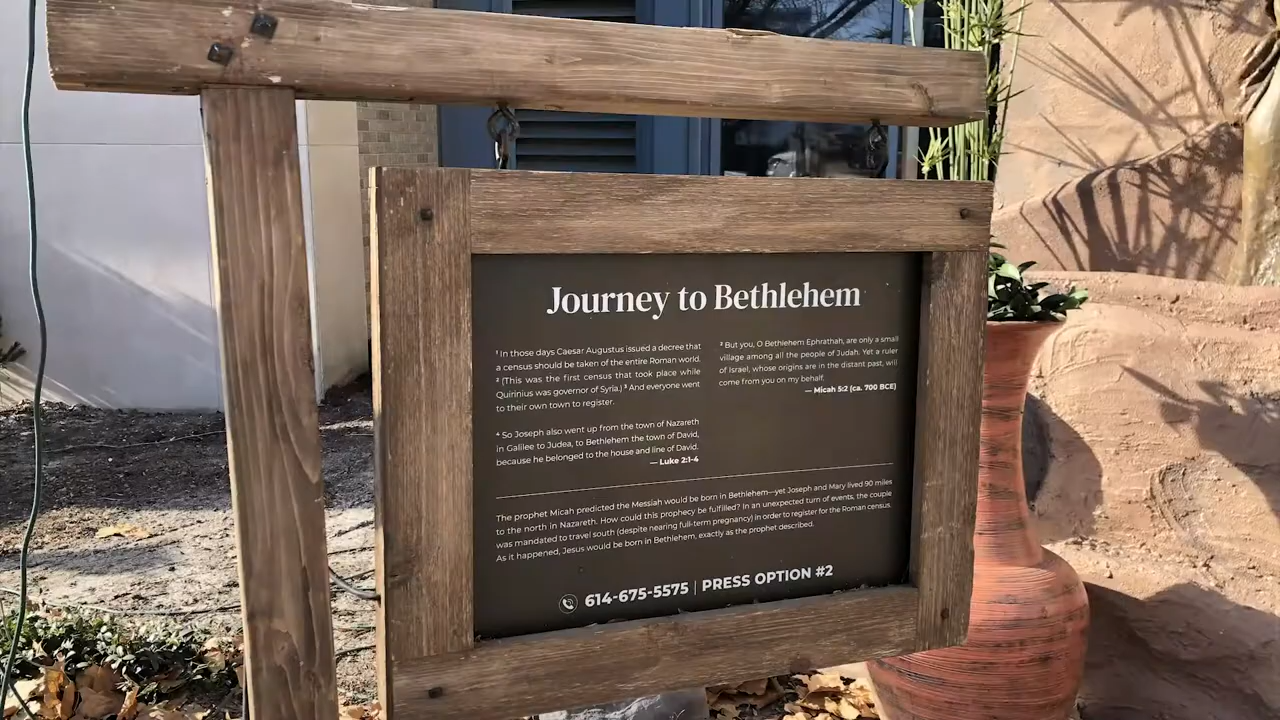 Journey to Bethlehem
¹ In those days Caesar Augustus issued a decree that
a census should be taken of the entire Roman world.
² (This was the first census that took place while
Quirinius was governor of Syria.) ³ And everyone went
to their own town to register.
⁴ So Joseph also went up from the town of Nazareth
in Galilee to Judea, to Bethlehem the town of David,
because he belonged to the house and line of David.
— Luke 2:1-4
² But you, O Bethlehem Ephrathah, are only a small
village among all the people of Judah. Yet a ruler
of Israel, whose origins are in the distant past, will
come from you on my behalf.
— Micah 5:2 (ca. 700 BCE)
The prophet Micah predicted the Messiah would be born in Bethlehem—yet Joseph and Mary lived 90 miles
to the north in Nazareth. How could this prophecy be fulfilled? In an unexpected turn of events, the couple
was mandated to travel south (despite nearing full-term pregnancy) in order to register for the Roman census.
As it happened, Jesus would be born in Bethlehem, exactly as the prophet described.
614-675-5575 | PRESS OPTION #2